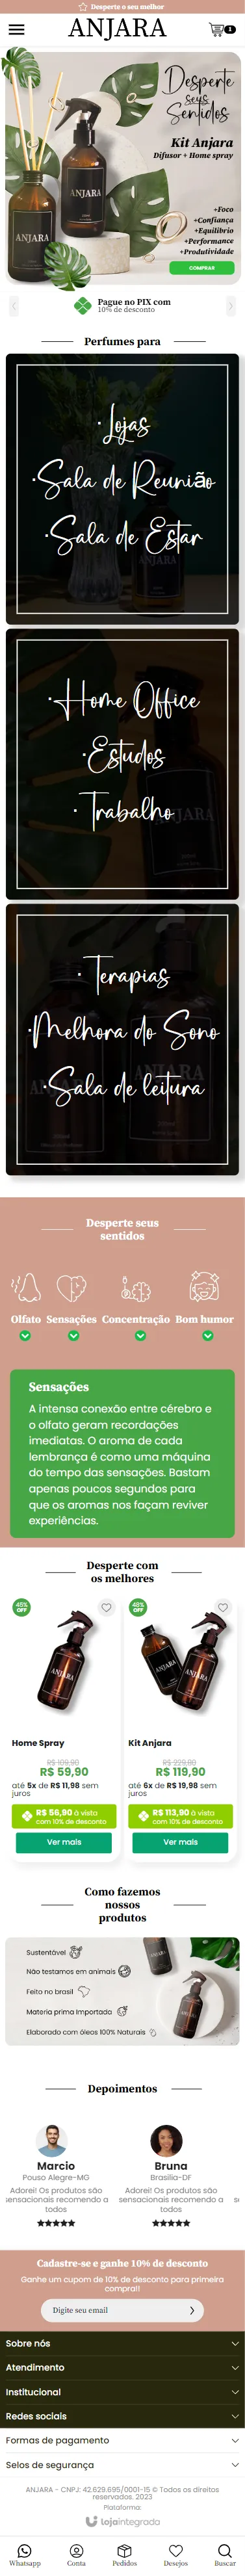 Desperte o seu melhor
ANJARA
Desperte
seus
Sentidos
Kit Anjara
Difusor + Home spray
+Foco
+Confiança
+Equilíbrio
+Performance
+Produtividade
COMPRAR
ANJARA
ANJARA
Pague no PIX com
10% de desconto
Perfumes para
·Lojas
·Sala de Reunião
·Sala de Estar
·Home Office
·Estudos
·Trabalho
·Terapias
·Melhora do Sono
·Sala de leitura
Desperte seus
sentidos
Olfato Sensações Concentração Bom humor
Sensações
A intensa conexão entre cérebro e
o olfato geram recordações
imediatas. O aroma de cada
lembrança é como uma máquina
do tempo das sensações. Bastam
apenas poucos segundos para
que os aromas nos façam reviver
experiências.
Desperte com
os melhores
45%
OFF
48%
OFF
ANJARA
ANJARA
Home Spray
R$ 109,90
R$ 59,90
até 5x de R$ 11,98 sem
juros
R$ 56,90 à vista
com 10% de desconto
Ver mais
Kit Anjara
R$ 229,80
R$ 119,90
até 6x de R$ 19,98 sem
juros
R$ 113,90 à vista
com 10% de desconto
Ver mais
Como fazemos
nossos
produtos
Sustentável
Não testamos em animais
Feito no brasil
Materia prima Importada
Elaborado com óleos 100% Naturais
Depoimentos
Marcio
Pouso Alegre-MG
Adorei! Os produtos são
sensacionais recomendo a
todos
Bruna
Brasilia-DF
Adorei! Os produtos são
sensacionais recomendo a
todos
Cadastre-se e ganhe 10% de desconto
Ganhe um cupom de 10% de desconto para primeira
compra!!
Digite seu email
Sobre nós
Atendimento
Institucional
Redes sociais
Formas de pagamento
Selos de segurança
ANJARA - CNPJ: 42.629.695/0001-15 © Todos os direitos
reservados. 2023
Plataforma:
lojaintegrada
Whatsapp Conta Pedidos Desejos Buscar